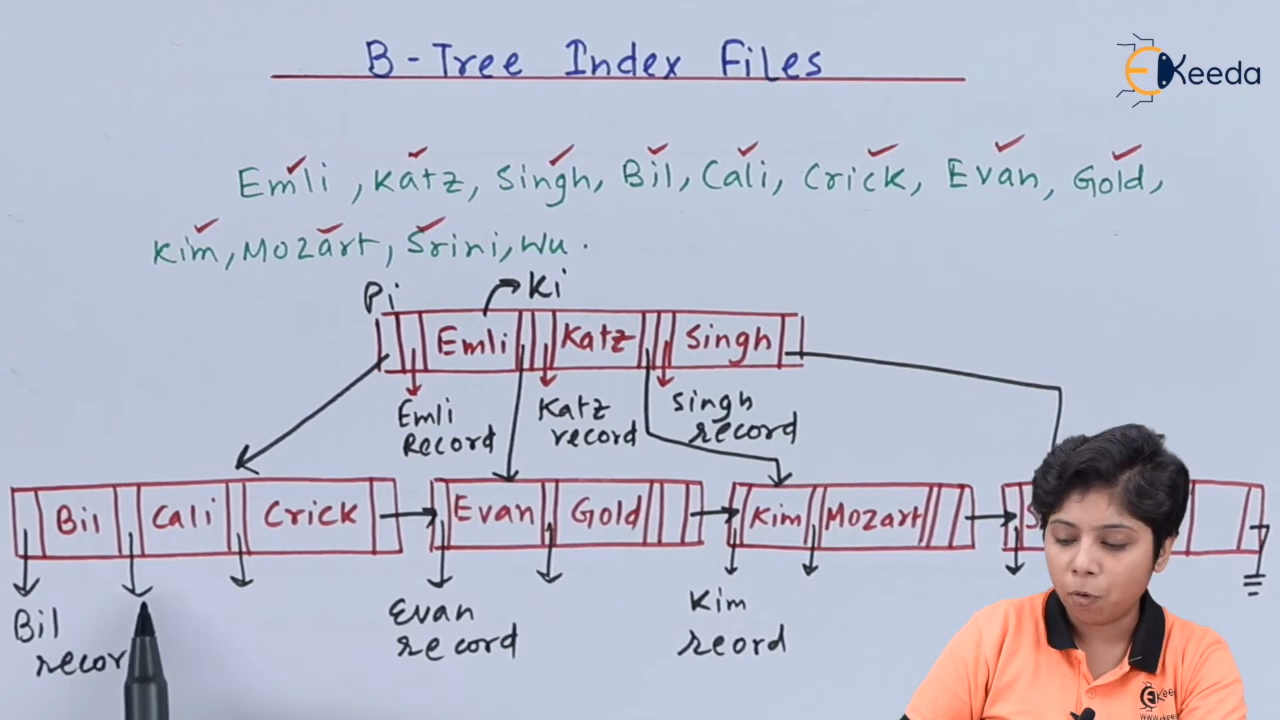 B-Tree Index Files
EKeeda
Emli, Katz, Singh, Bil, Cali, Crick, Evan, Gold,
Kim, Mozart, Srini, Wu.
Pi
Ki
Emli Katz Singh
Emli Record
Katz record
Singh record
Bil Cali Crick Evan Gold Kim Mozart
Bil recor
Evan record
Kim reord
EKeeda